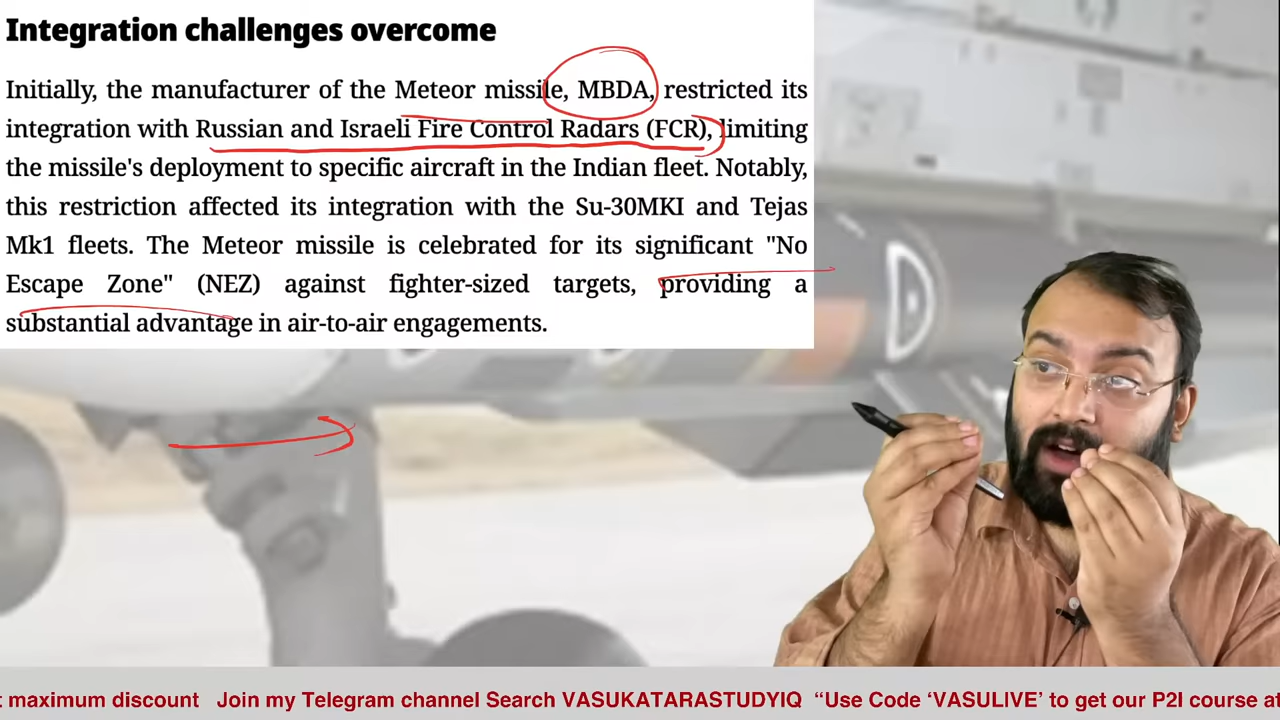 Integration challenges overcome
Initially, the manufacturer of the Meteor missile, MBDA, restricted its
integration with Russian and Israeli Fire Control Radars (FCR), limiting
the missile's deployment to specific aircraft in the Indian fleet. Notably,
this restriction affected its integration with the Su-30MKI and Tejas
Mk1 fleets. The Meteor missile is celebrated for its significant "No
Escape Zone" (NEZ) against fighter-sized targets, providing a
substantial advantage in air-to-air engagements.
maximum discount Join my Telegram channel Search VASUKATARASTUDYIQ “Use Code ‘VASULIVE’ to get our P2I course